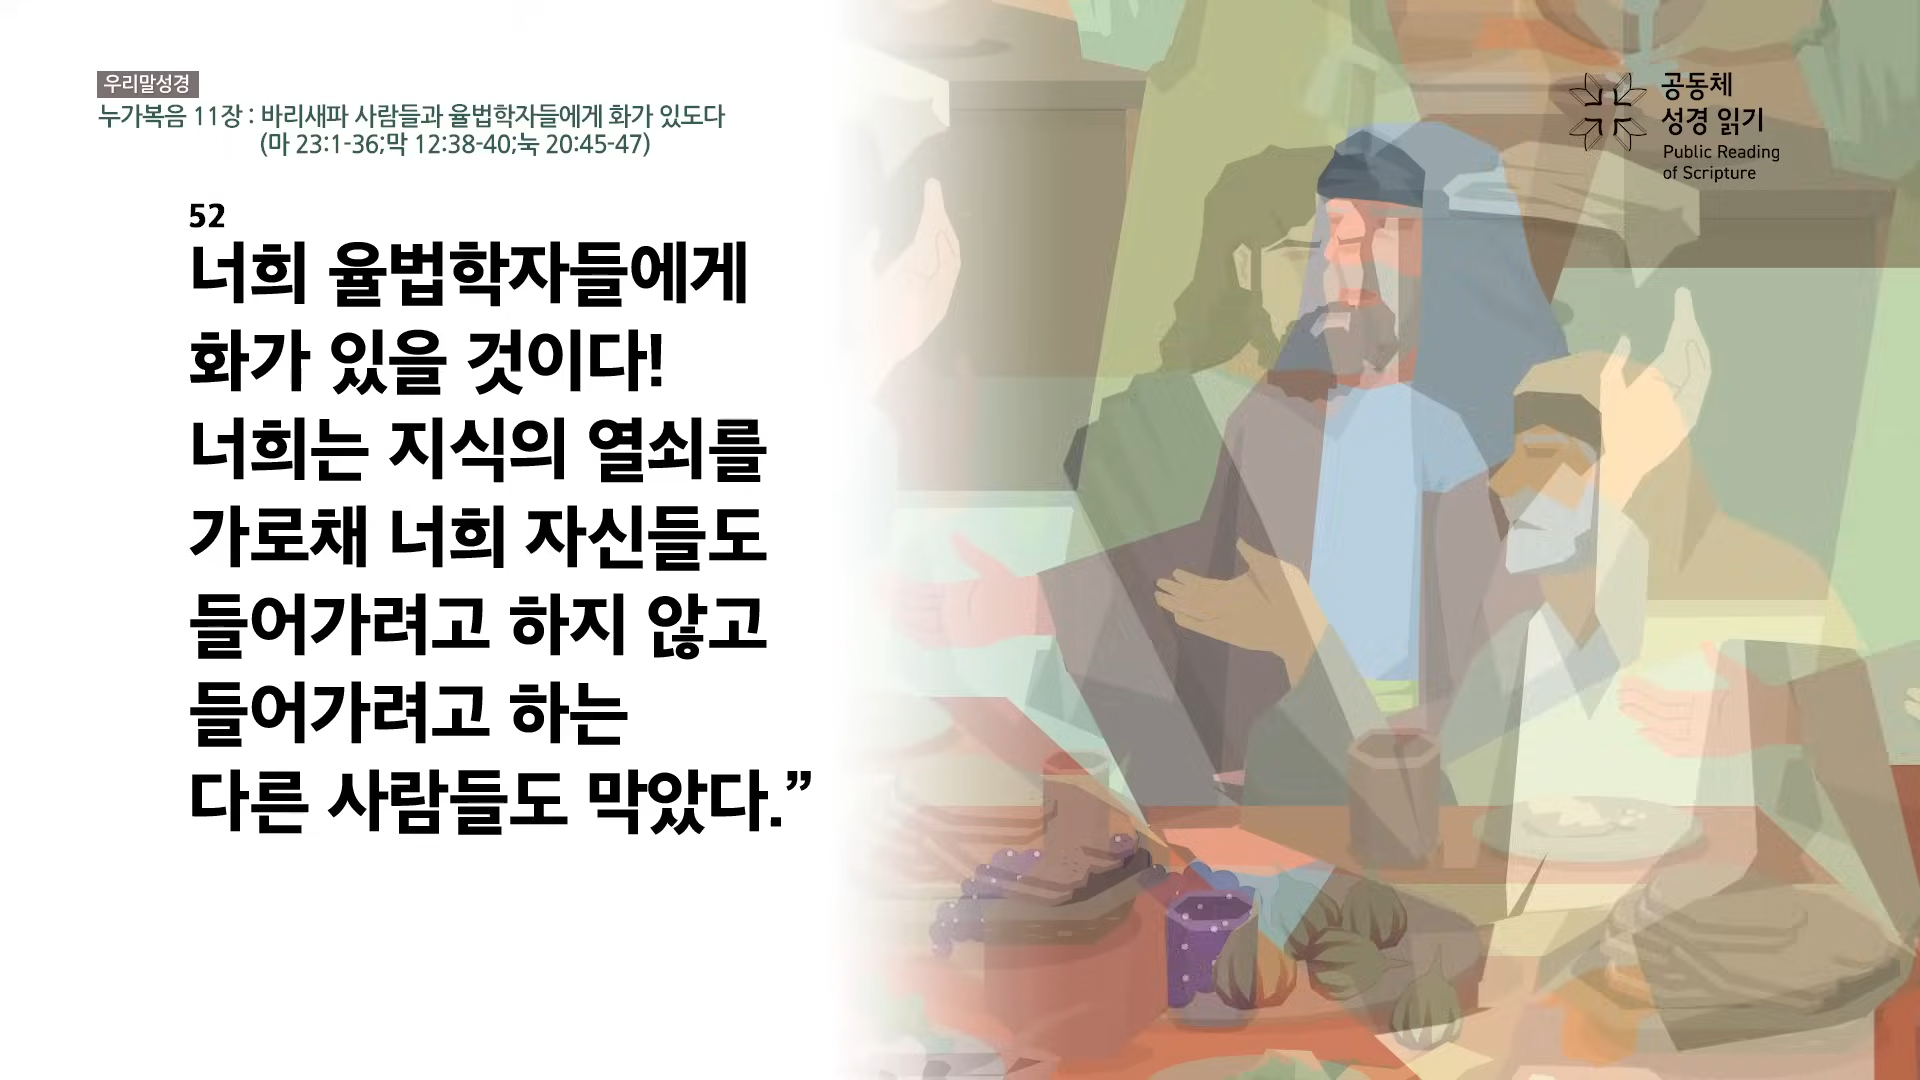 우리말성경
누가복음 11장 : 바리새파 사람들과 율법학자들에게 화가 있도다
(마 23:1-36;막 12:38-40;눅 20:45-47)
52
너희 율법학자들에게
화가 있을 것이다!
너희는 지식의 열쇠를
가로채 너희 자신들도
들어가려고 하지 않고
들어가려고 하는
다른 사람들도 막았다.”
공동체
성경 읽기
Public Reading
of Scripture